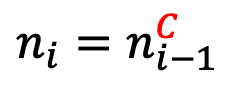 $n_i = n_{i-1}^{C}$